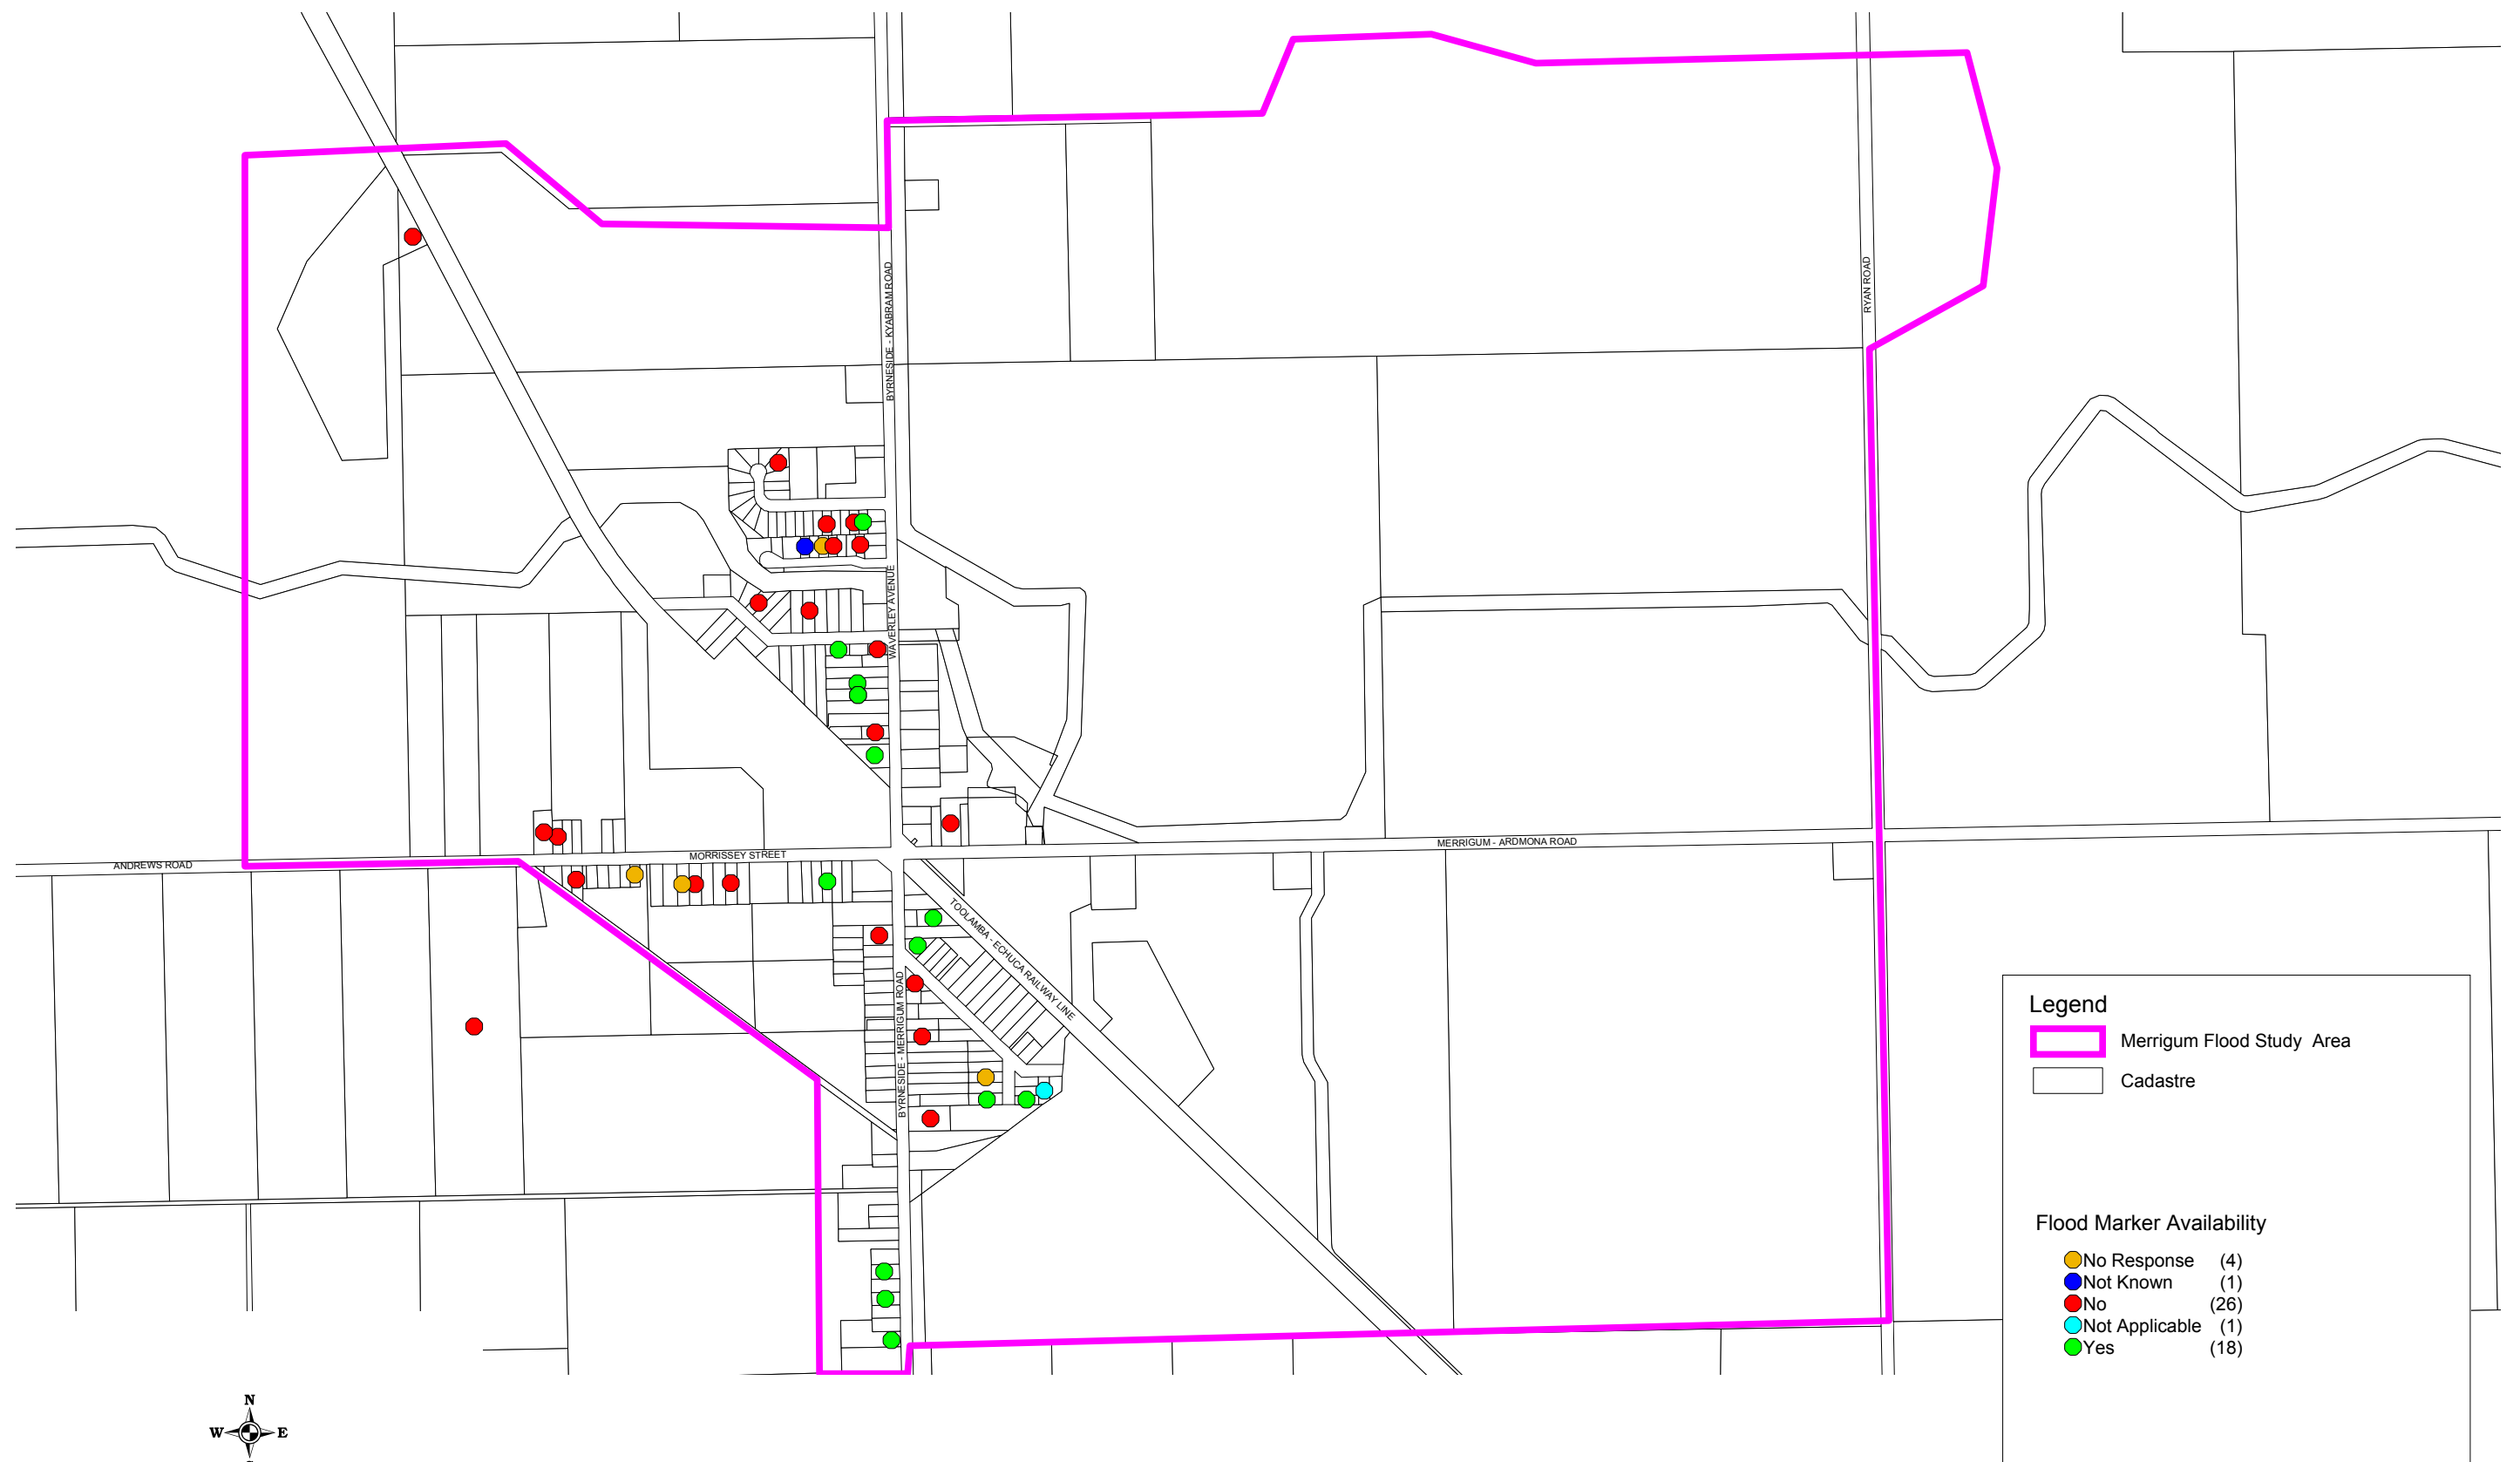 BYRNESIDE - KYABRAM ROAD
RYAN ROAD
WAVERLEY AVENUE
ANDREWS ROAD
MORRISSEY STREET
MERRIGUM - ARDMONA ROAD
TOOLAMBA - ECHUCA RAILWAY LINE
BYRNESIDE - MERRIGUM ROAD
Legend
Merrigum Flood Study Area
Cadastre
Flood Marker Availability
No Response (4)
Not Known (1)
No (26)
Not Applicable (1)
Yes (18)
N
W E